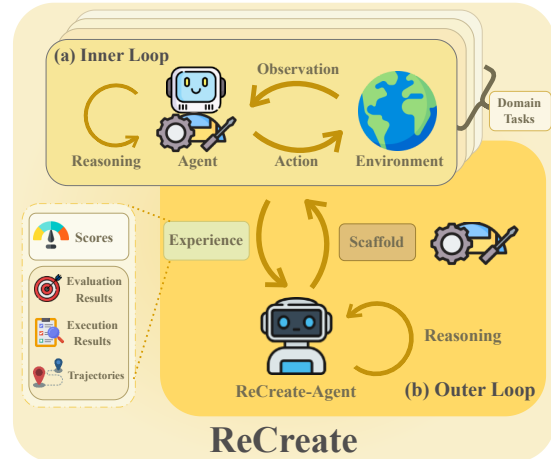 (a) Inner Loop
Observation
Reasoning
Agent
Action
Environment
Domain
Tasks
Scores
Evaluation
Results
Execution
Results
Trajectories
Experience
Scaffold
Reasoning
ReCreate-Agent
(b) Outer Loop
ReCreate